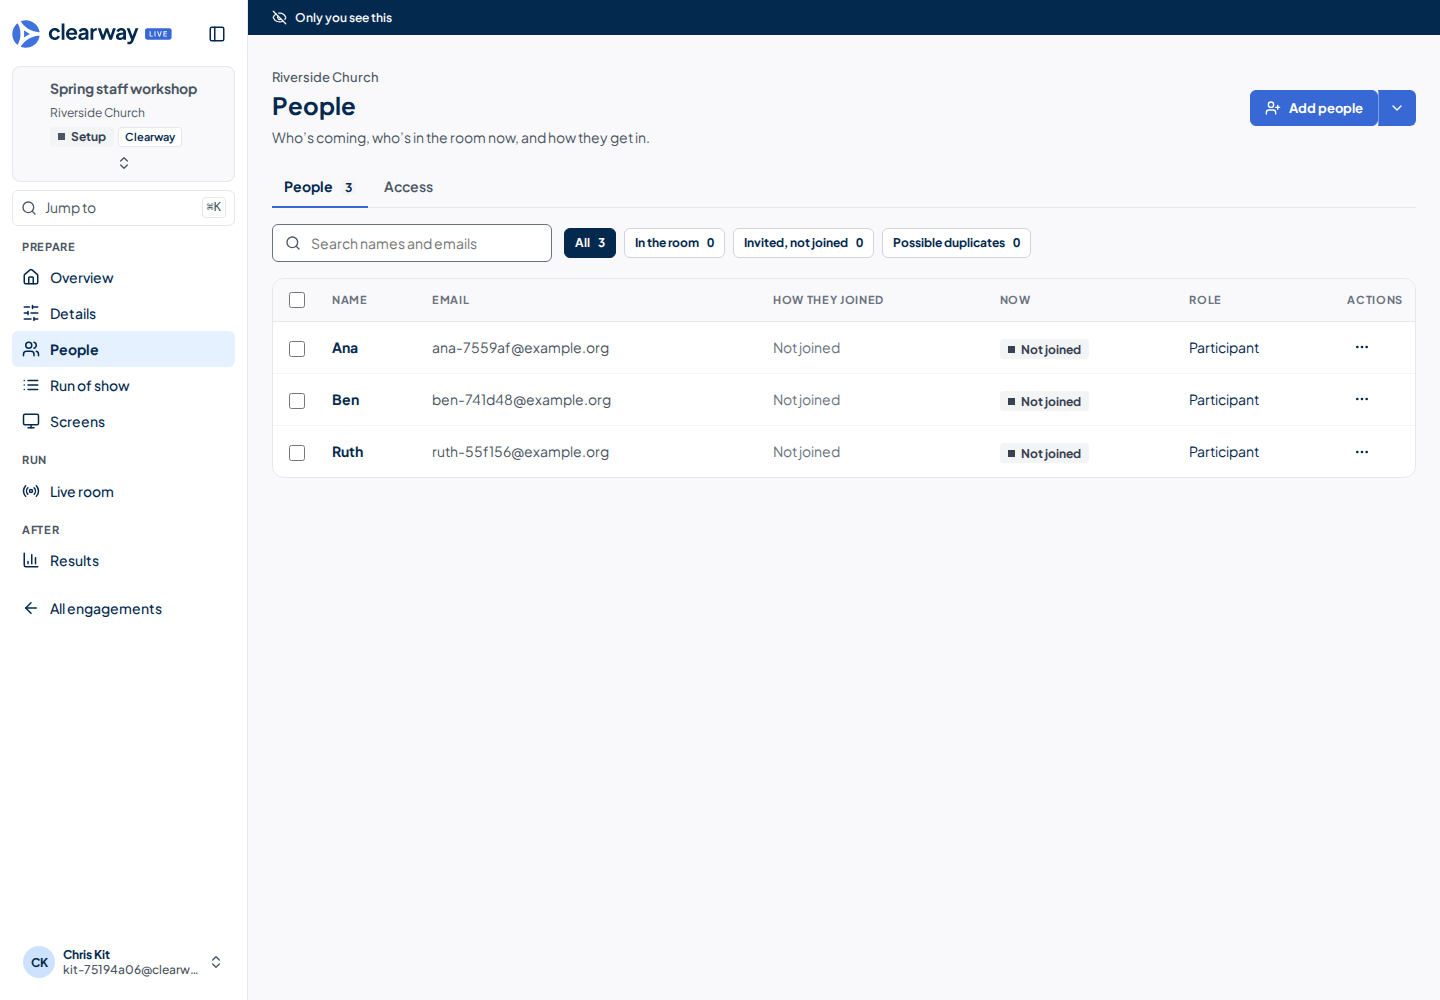 clearway LIVE
Only you see this
Spring staff workshop
Riverside Church
Setup Clearway
Jump to ⌘K
PREPARE
Overview
Details
People
Run of show
Screens
RUN
Live room
AFTER
Results
All engagements
CK Chris Kit
kit-75194a06@clearw...
Riverside Church
People
Who's coming, who's in the room now, and how they get in.
Add people
People 3 Access
Search names and emails All 3 In the room 0 Invited, not joined 0 Possible duplicates 0
NAME EMAIL HOW THEY JOINED NOW ROLE ACTIONS
Ana ana-7559af@example.org Not joined Not joined Participant
Ben ben-741d48@example.org Not joined Not joined Participant
Ruth ruth-55f156@example.org Not joined Not joined Participant